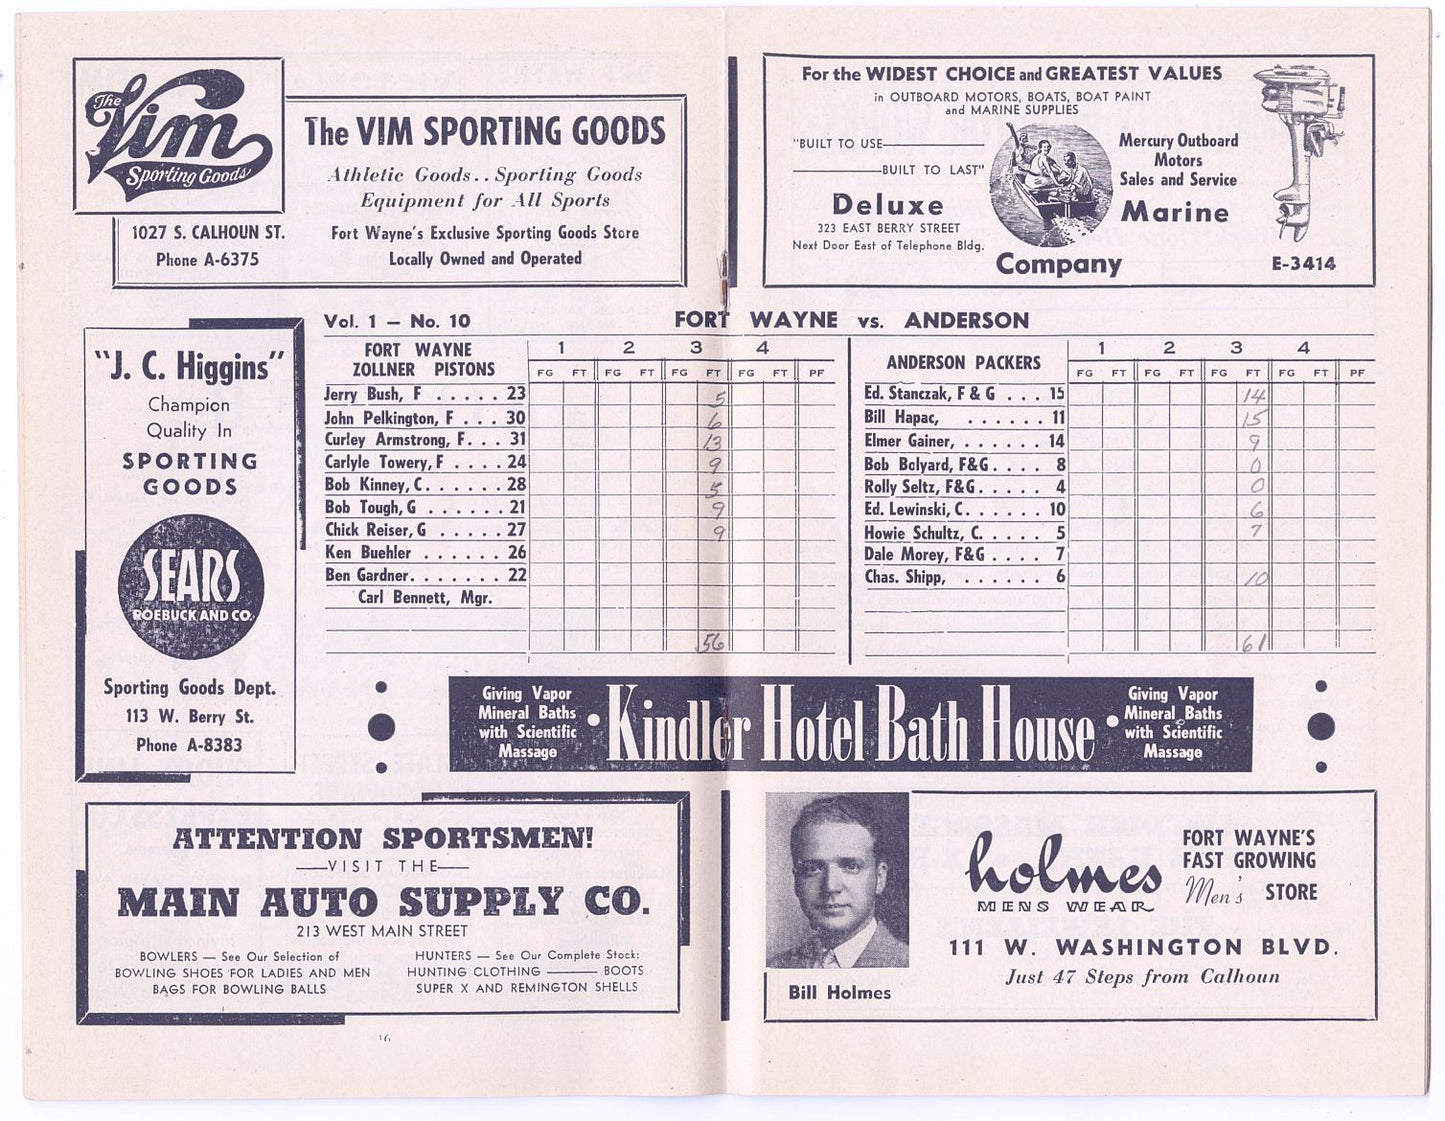 The
Vim
Sporting Goods
The VIM SPORTING GOODS
Athletic Goods . . Sporting Goods
Equipment for All Sports
1027 S. CALHOUN ST.
Phone A-6375
Fort Wayne's Exclusive Sporting Goods Store
Locally Owned and Operated
For the WIDEST CHOICE and GREATEST VALUES
in OUTBOARD MOTORS, BOATS, BOAT PAINT
and MARINE SUPPLIES
"BUILT TO USE
BUILT TO LAST"
Deluxe
323 EAST BERRY STREET
Next Door East of Telephone Bldg.
Mercury Outboard
Motors
Sales and Service
Marine
Company
E-3414
"J. C. Higgins"
Champion
Quality In
SPORTING
GOODS
SEARS
ROEBUCK AND CO.
Sporting Goods Dept.
113 W. Berry St.
Phone A-8383
Vol. 1 — No. 10
FORT WAYNE vs. ANDERSON
FORT WAYNE
ZOLLNER PISTONS
1 2 3 4
FG FT FG FT FG FT FG FT PF
Jerry Bush, F . . . . . 23 5
John Pelkington, F . . . 30 6
Curley Armstrong, F . . . 31 13
Carlyle Towery, F . . . . 24 9
Bob Kinney, C . . . . . . 28 5
Bob Tough, G . . . . . . 21 9
Chick Reiser, G . . . . . 27 9
Ken Buehler . . . . . . 26
Ben Gardner . . . . . . . 22
Carl Bennett, Mgr.
56
ANDERSON PACKERS
1 2 3 4
FG FT FG FT FG FT FG FT PF
Ed. Stanczak, F & G . . . 15 14
Bill Hapac, . . . . . . 11 15
Elmer Gainer, . . . . . . 14 9
Bob Bolyard, F&G . . . . 8 0
Rolly Seltz, F&G . . . . . 4 0
Ed. Lewinski, C . . . . . 10 6
Howie Schultz, C. . . . . 5 7
Dale Morey, F&G . . . . 7
Chas. Shipp, . . . . . . 6 10
61
Giving Vapor
Mineral Baths
with Scientific
Massage
Kindler Hotel Bath House
Giving Vapor
Mineral Baths
with Scientific
Massage
ATTENTION SPORTSMEN!
VISIT THE
MAIN AUTO SUPPLY CO.
213 WEST MAIN STREET
BOWLERS — See Our Selection of
BOWLING SHOES FOR LADIES AND MEN
BAGS FOR BOWLING BALLS
HUNTERS — See Our Complete Stock:
HUNTING CLOTHING ——— BOOTS
SUPER X AND REMINGTON SHELLS
Bill Holmes
holmes
MENS WEAR
FORT WAYNE'S
FAST GROWING
Men's STORE
111 W. WASHINGTON BLVD.
Just 47 Steps from Calhoun